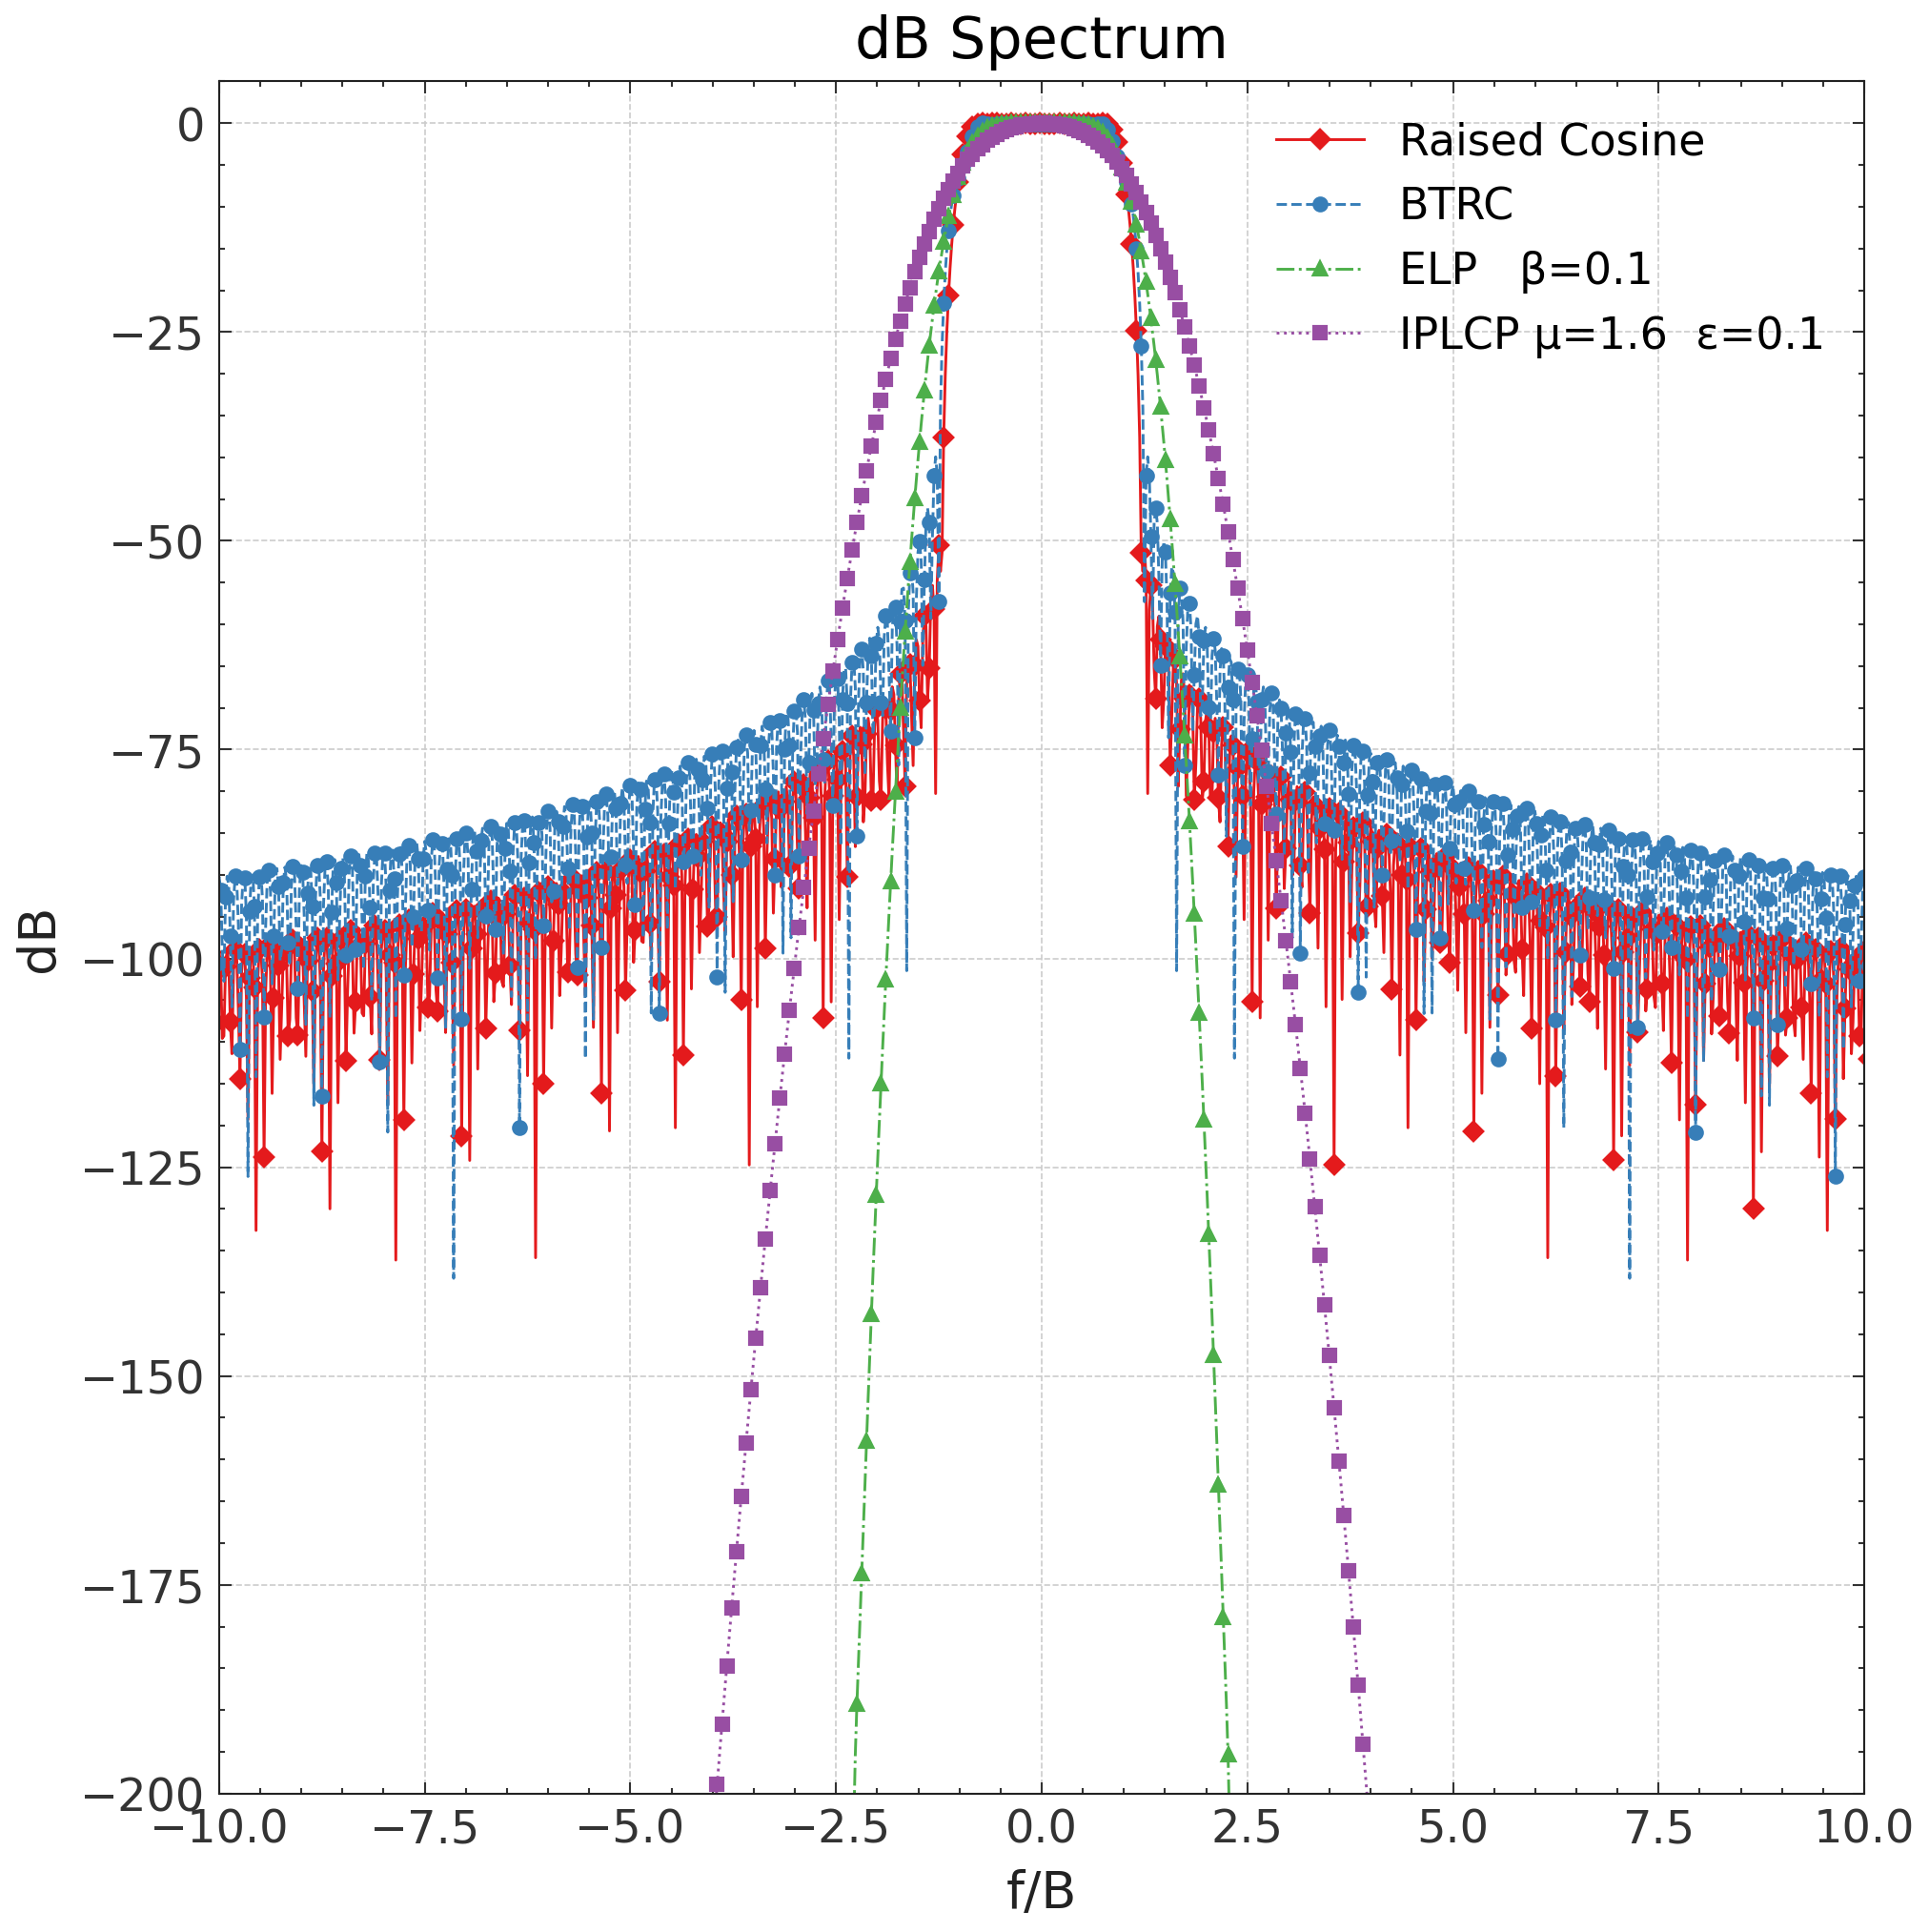 dB Spectrum
Raised Cosine
BTRC
ELP   β=0.1
IPLCP μ=1.6  ε=0.1
dB
0
−25
−50
−75
−100
−125
−150
−175
−200
−10.0
−7.5
−5.0
−2.5
0.0
2.5
5.0
7.5
10.0
f/B